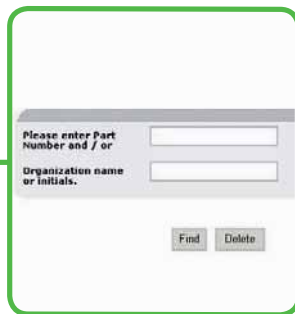 Please enter Part
Number and / or
Organization name
or initials.
Find Delete